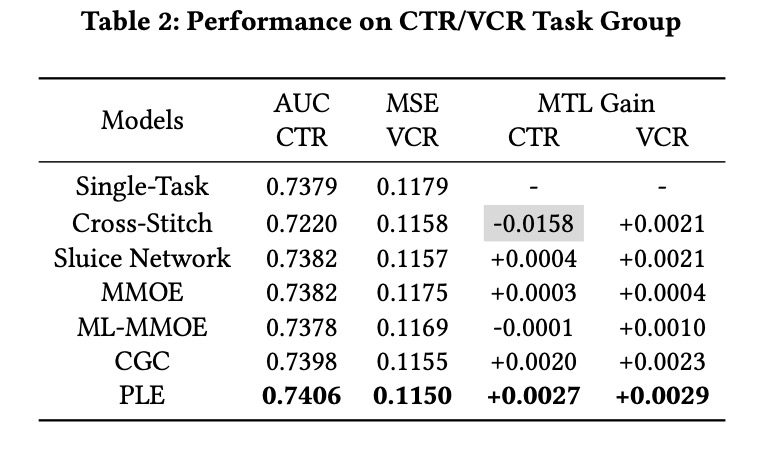 Table 2: Performance on CTR/VCR Task Group
Models AUC CTR MSE VCR MTL Gain CTR VCR
Single-Task 0.7379 0.1179 - -
Cross-Stitch 0.7220 0.1158 -0.0158 +0.0021
Sluice Network 0.7382 0.1157 +0.0004 +0.0021
MMOE 0.7382 0.1175 +0.0003 +0.0004
ML-MMOE 0.7378 0.1169 -0.0001 +0.0010
CGC 0.7398 0.1155 +0.0020 +0.0023
PLE 0.7406 0.1150 +0.0027 +0.0029